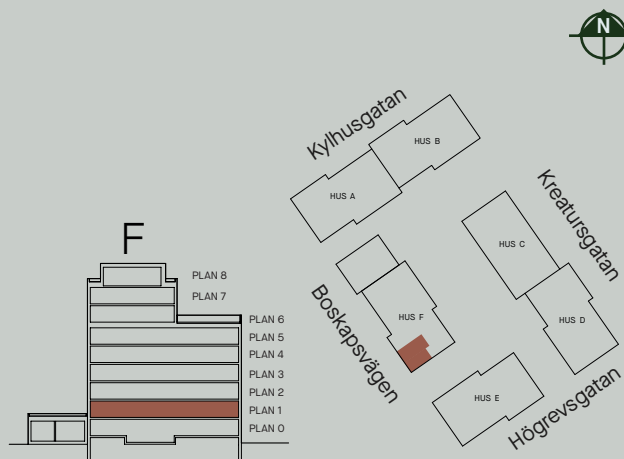 N
Kylhusgatan
HUS B
HUS A
Kreatursgatan
HUS C
F
PLAN 8
PLAN 7
PLAN 6
PLAN 5
PLAN 4
PLAN 3
PLAN 2
PLAN 1
PLAN 0
Boskapsvägen
HUS F
HUS D
HUS E
Högrevsgatan